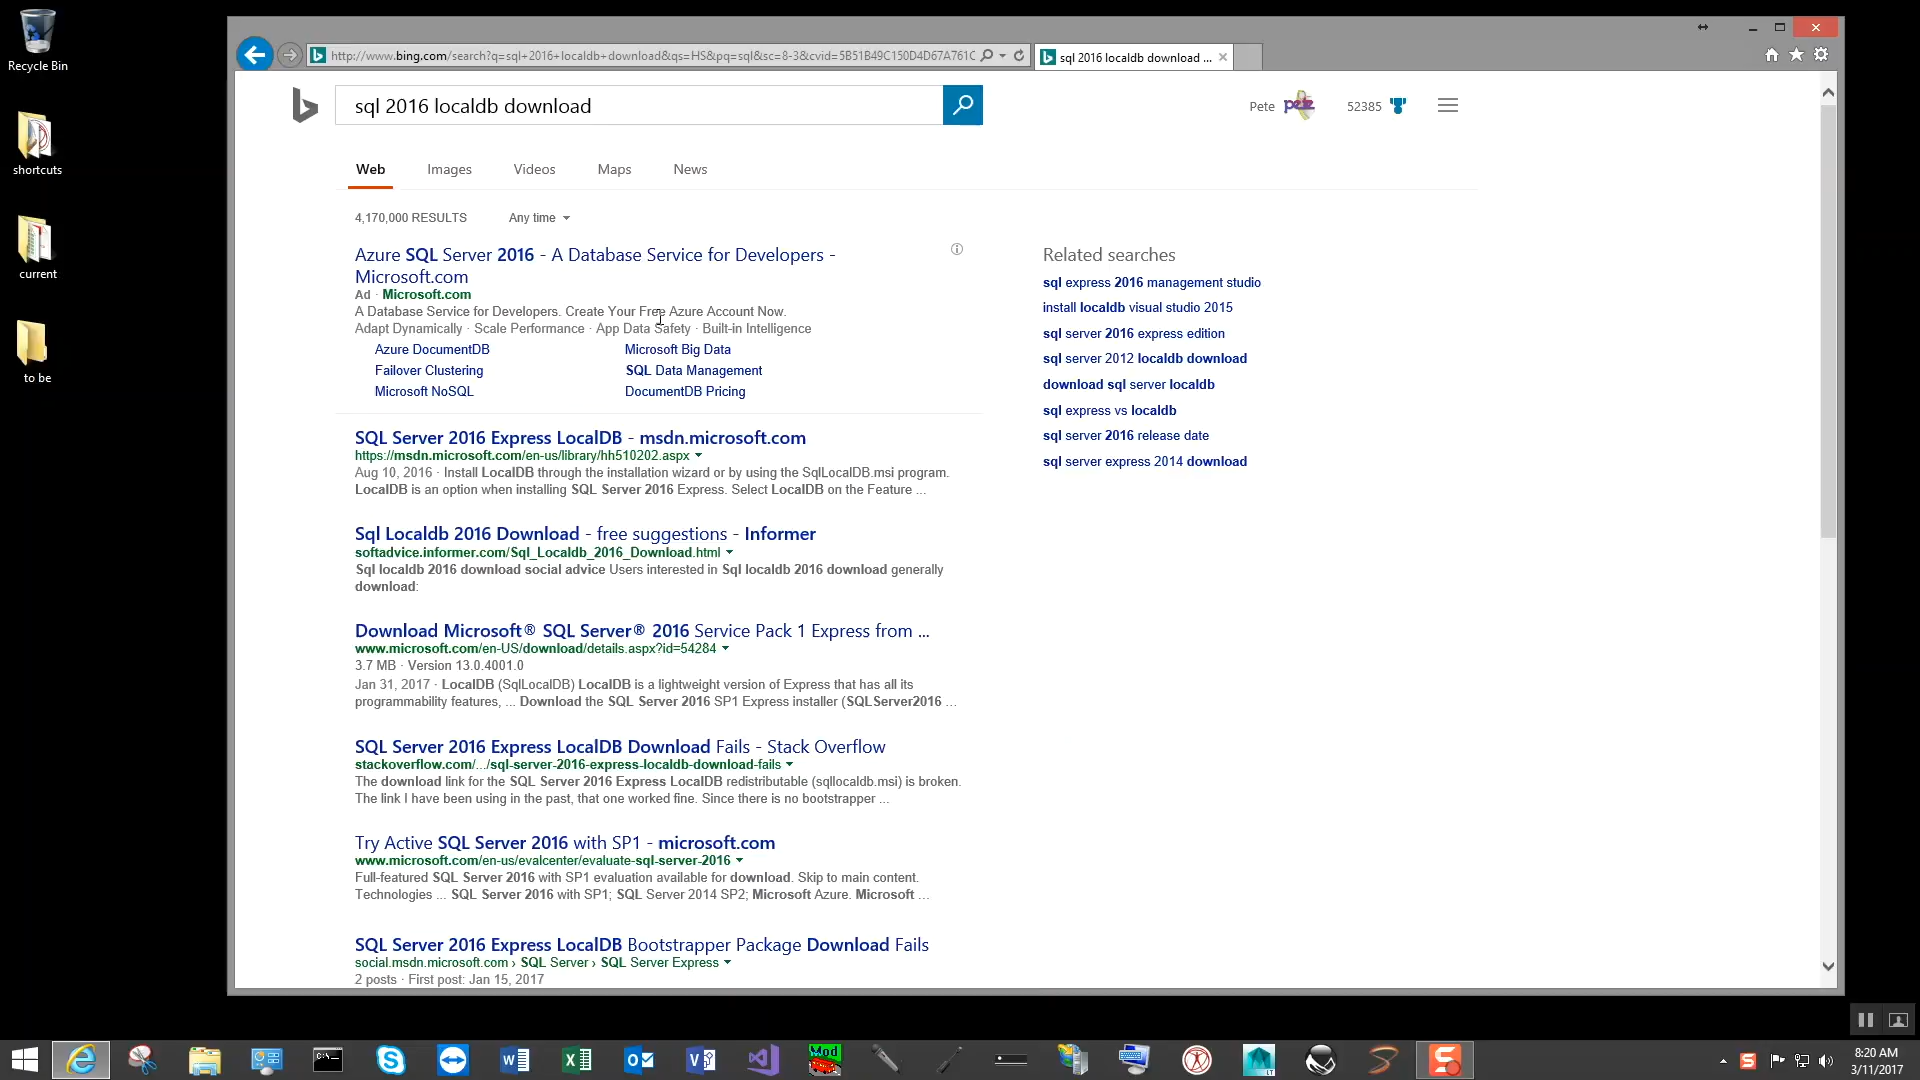 Recycle Bin
shortcuts
current
to be
http://www.bing.com/search?q=sql+2016+localdb+download&qs=HS&pq=sql&sc=8-3&cvid=5B51B49C150D4D67A761C
sql 2016 localdb download ...
sql 2016 localdb download
Pete
pete
52385
Web
Images
Videos
Maps
News
4,170,000 RESULTS
Any time
Azure SQL Server 2016 - A Database Service for Developers -
Microsoft.com
Ad · Microsoft.com
A Database Service for Developers. Create Your Free Azure Account Now.
Adapt Dynamically · Scale Performance · App Data Safety · Built-in Intelligence
Azure DocumentDB
Microsoft Big Data
Failover Clustering
SQL Data Management
Microsoft NoSQL
DocumentDB Pricing
SQL Server 2016 Express LocalDB - msdn.microsoft.com
https://msdn.microsoft.com/en-us/library/hh510202.aspx
Aug 10, 2016 · Install LocalDB through the installation wizard or by using the SqlLocalDB.msi program.
LocalDB is an option when installing SQL Server 2016 Express. Select LocalDB on the Feature ...
Sql Localdb 2016 Download - free suggestions - Informer
softadvice.informer.com/Sql_Localdb_2016_Download.html
Sql localdb 2016 download social advice Users interested in Sql localdb 2016 download generally
download:
Download Microsoft® SQL Server® 2016 Service Pack 1 Express from ...
www.microsoft.com/en-US/download/details.aspx?id=54284
3.7 MB · Version 13.0.4001.0
Jan 31, 2017 · LocalDB (SqlLocalDB) LocalDB is a lightweight version of Express that has all its
programmability features, ... Download the SQL Server 2016 SP1 Express installer (SQLServer2016 ...
SQL Server 2016 Express LocalDB Download Fails - Stack Overflow
stackoverflow.com/.../sql-server-2016-express-localdb-download-fails
The download link for the SQL Server 2016 Express LocalDB redistributable (sqllocaldb.msi) is broken.
The link I have been using in the past, that one worked fine. Since there is no bootstrapper ...
Try Active SQL Server 2016 with SP1 - microsoft.com
www.microsoft.com/en-us/evalcenter/evaluate-sql-server-2016
Full-featured SQL Server 2016 with SP1 evaluation available for download. Skip to main content.
Technologies ... SQL Server 2016 with SP1; SQL Server 2014 SP2; Microsoft Azure. Microsoft ...
SQL Server 2016 Express LocalDB Bootstrapper Package Download Fails
social.msdn.microsoft.com › SQL Server › SQL Server Express
2 posts · First post: Jan 15, 2017
Related searches
sql express 2016 management studio
install localdb visual studio 2015
sql server 2016 express edition
sql server 2012 localdb download
download sql server localdb
sql express vs localdb
sql server 2016 release date
sql server express 2014 download
Mod
LT
8:20 AM
3/11/2017